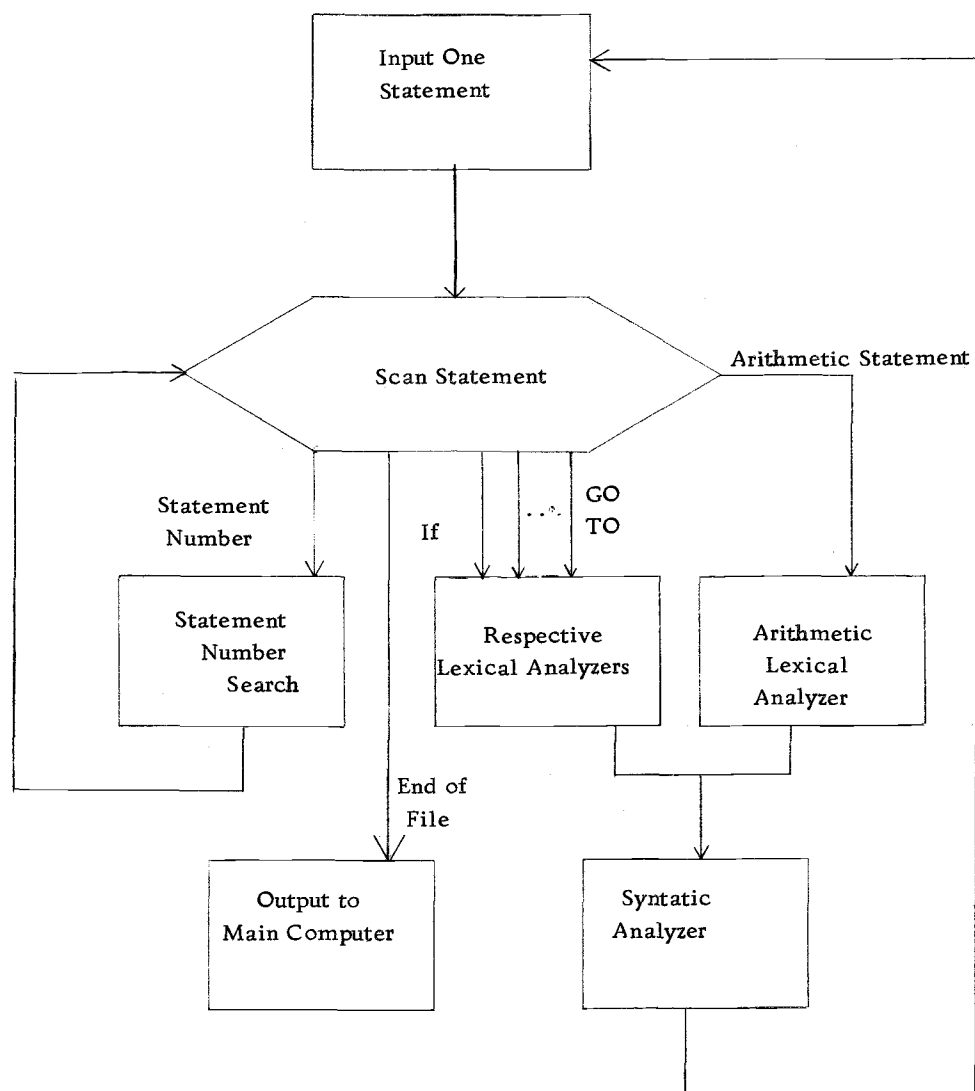 Input One
Statement
Scan Statement
Arithmetic Statement
Statement
Number
If
....
GO
TO
Statement
Number
Search
Respective
Lexical Analyzers
Arithmetic
Lexical
Analyzer
End of
File
Output to
Main Computer
Syntatic
Analyzer